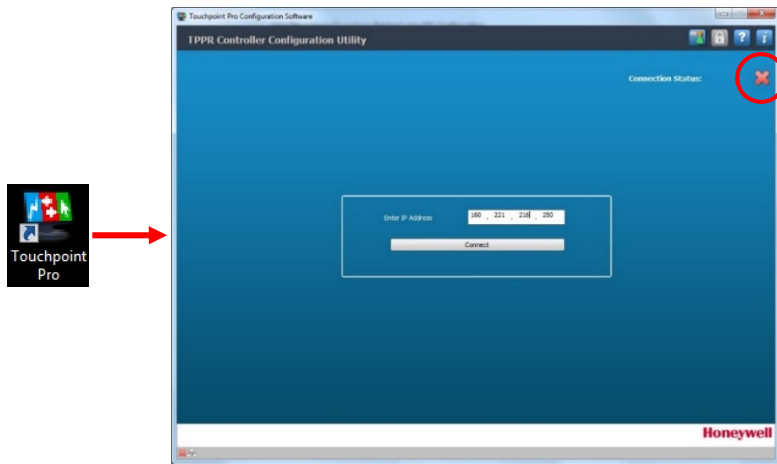 Touchpoint Pro Configuration Software
TPPR Controller Configuration Utility
?
i
Connection Status:
Enter IP Address
160 . 221 . 216 . 250
Connect
Touchpoint
Pro
Honeywell